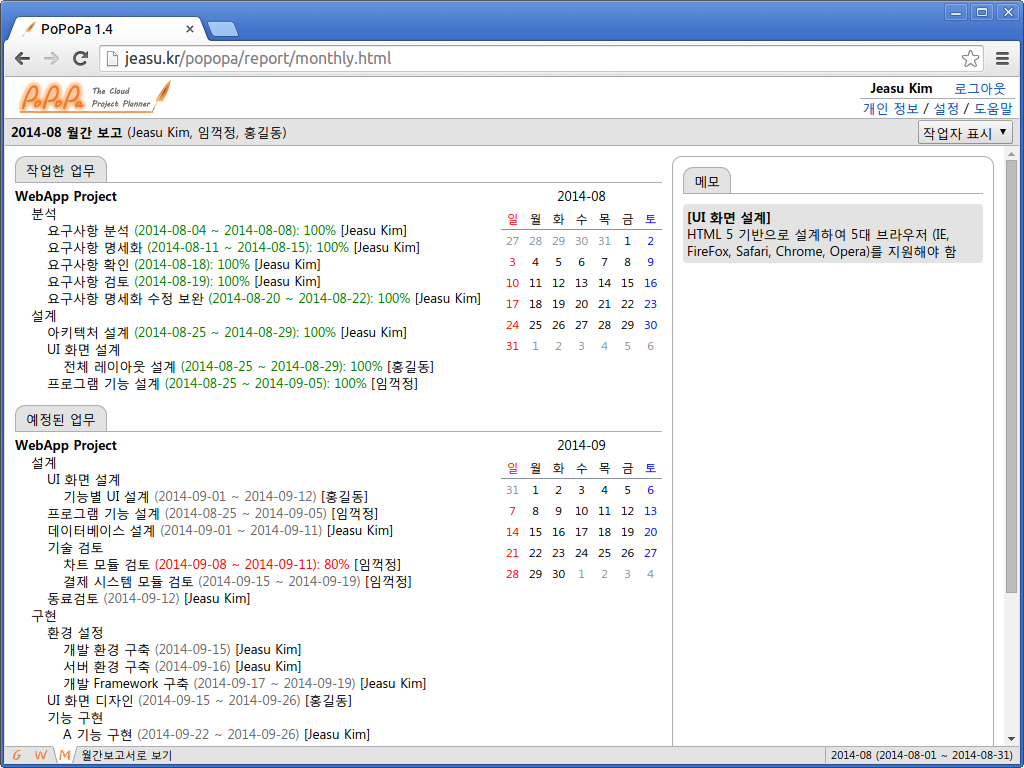 PoPoPa 1.4
jeasu.kr/popopa/report/monthly.html
PoPoPa The Cloud Project Planner
Jeasu Kim 로그아웃
개인 정보 / 설정 / 도움말
2014-08 월간 보고 (Jeasu Kim, 임꺽정, 홍길동)
작업자 표시
작업한 업무
WebApp Project
분석
요구사항 분석 (2014-08-04 ~ 2014-08-08): 100% [Jeasu Kim]
요구사항 명세화 (2014-08-11 ~ 2014-08-15): 100% [Jeasu Kim]
요구사항 확인 (2014-08-18): 100% [Jeasu Kim]
요구사항 검토 (2014-08-19): 100% [Jeasu Kim]
요구사항 명세화 수정 보완 (2014-08-20 ~ 2014-08-22): 100% [Jeasu Kim]
설계
아키텍처 설계 (2014-08-25 ~ 2014-08-29): 100% [Jeasu Kim]
UI 화면 설계
전체 레이아웃 설계 (2014-08-25 ~ 2014-08-29): 100% [홍길동]
프로그램 기능 설계 (2014-08-25 ~ 2014-09-05): 100% [임꺽정]
2014-08
일 월 화 수 목 금 토
27 28 29 30 31 1 2
3 4 5 6 7 8 9
10 11 12 13 14 15 16
17 18 19 20 21 22 23
24 25 26 27 28 29 30
31 1 2 3 4 5 6
예정된 업무
WebApp Project
설계
UI 화면 설계
기능별 UI 설계 (2014-09-01 ~ 2014-09-12) [홍길동]
프로그램 기능 설계 (2014-08-25 ~ 2014-09-05) [임꺽정]
데이터베이스 설계 (2014-09-01 ~ 2014-09-11) [Jeasu Kim]
기술 검토
차트 모듈 검토 (2014-09-08 ~ 2014-09-11): 80% [임꺽정]
결제 시스템 모듈 검토 (2014-09-15 ~ 2014-09-19) [임꺽정]
동료검토 (2014-09-12) [Jeasu Kim]
구현
환경 설정
개발 환경 구축 (2014-09-15) [Jeasu Kim]
서버 환경 구축 (2014-09-16) [Jeasu Kim]
개발 Framework 구축 (2014-09-17 ~ 2014-09-19) [Jeasu Kim]
UI 화면 디자인 (2014-09-15 ~ 2014-09-26) [홍길동]
기능 구현
A 기능 구현 (2014-09-22 ~ 2014-09-26) [Jeasu Kim]
2014-09
일 월 화 수 목 금 토
31 1 2 3 4 5 6
7 8 9 10 11 12 13
14 15 16 17 18 19 20
21 22 23 24 25 26 27
28 29 30 1 2 3 4
메모
[UI 화면 설계]
HTML 5 기반으로 설계하여 5대 브라우저 (IE,
FireFox, Safari, Chrome, Opera)를 지원해야 함
G W M 월간보고서로 보기
2014-08 (2014-08-01 ~ 2014-08-31)